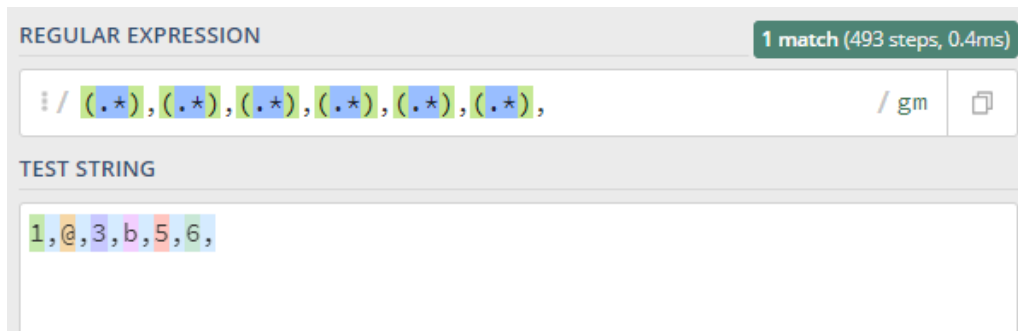 REGULAR EXPRESSION
1 match (493 steps, 0.4ms)
/ (.*),(.*),(.*),(.*),(.*),(.*), / gm
TEST STRING
1,@,3,b,5,6,